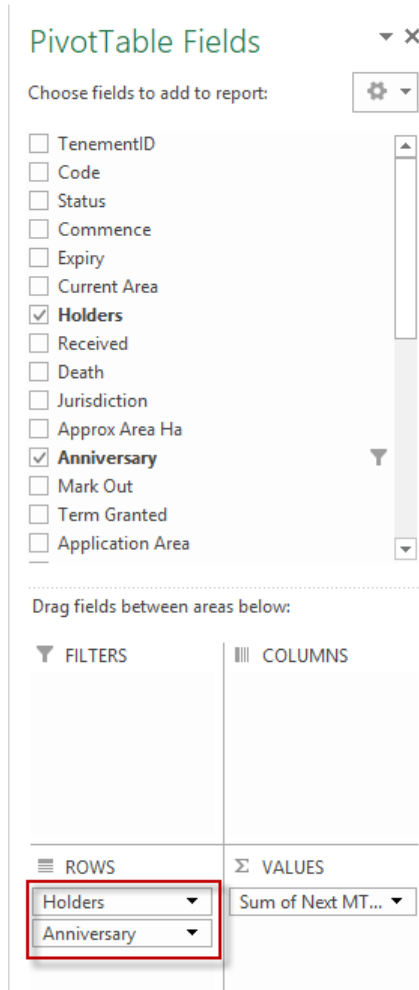 PivotTable Fields
Choose fields to add to report:
TenementID
Code
Status
Commence
Expiry
Current Area
Holders
Received
Death
Jurisdiction
Approx Area Ha
Anniversary
Mark Out
Term Granted
Application Area
Drag fields between areas below:
FILTERS
COLUMNS
ROWS
Σ VALUES
Holders
Sum of Next MT...
Anniversary